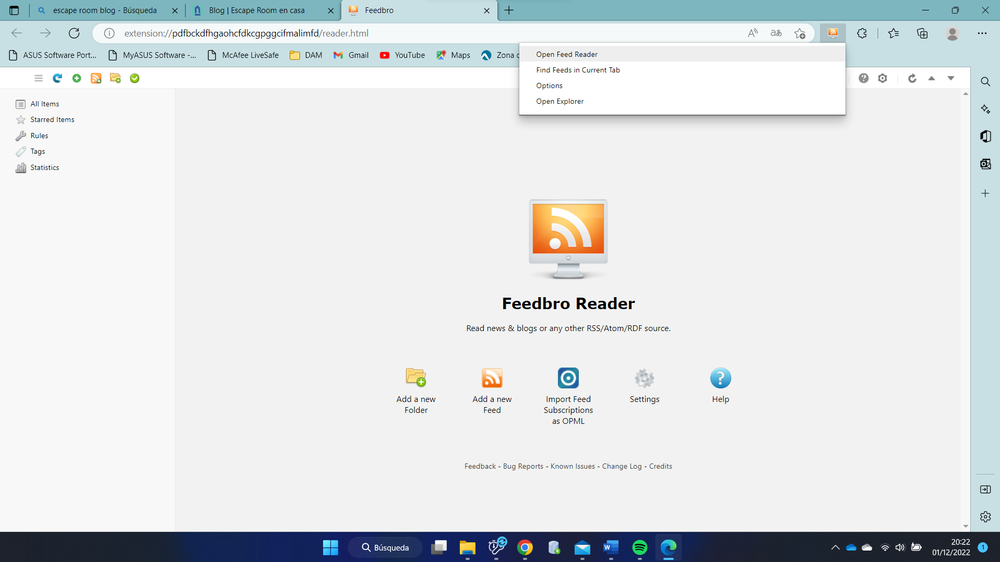 escape room blog - Búsqueda
Blog | Escape Room en casa
Feedbro
extension://pdfbckdfhgaohcfdkcgpggcifmalimfd/reader.html
aあ
ASUS Software Port...
MyASUS Software -...
McAfee LiveSafe
DAM
Gmail
YouTube
Maps
Zona
Open Feed Reader
Find Feeds in Current Tab
Options
Open Explorer
All Items
Starred Items
Rules
Tags
Statistics
Feedbro Reader
Read news & blogs or any other RSS/Atom/RDF source.
Add a new
Folder
Add a new
Feed
Import Feed
Subscriptions
as OPML
Settings
Help
Feedback - Bug Reports - Known Issues - Change Log - Credits
Búsqueda
20:22
01/12/2022
1